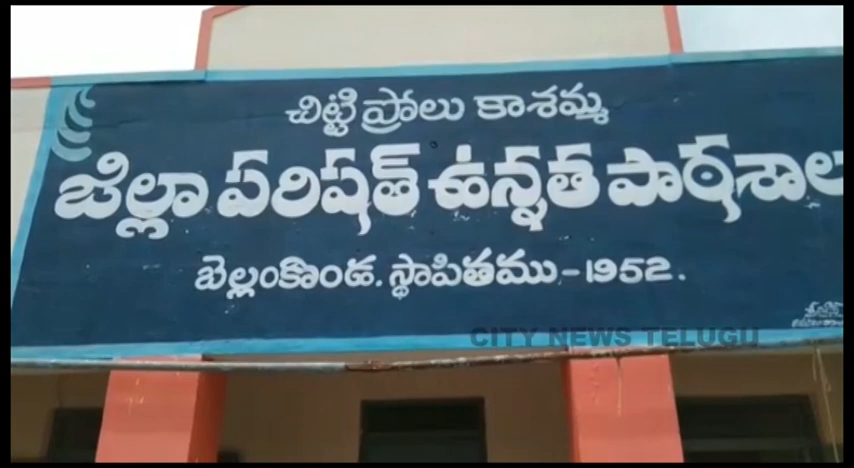 చిట్టిప్రోలు కాశమ్మ
జిల్లా పరిషత్ ఉన్నత పాఠశాల
బెల్లంకొండ. స్థాపితము-1952.
CITY NEWS TELUGU